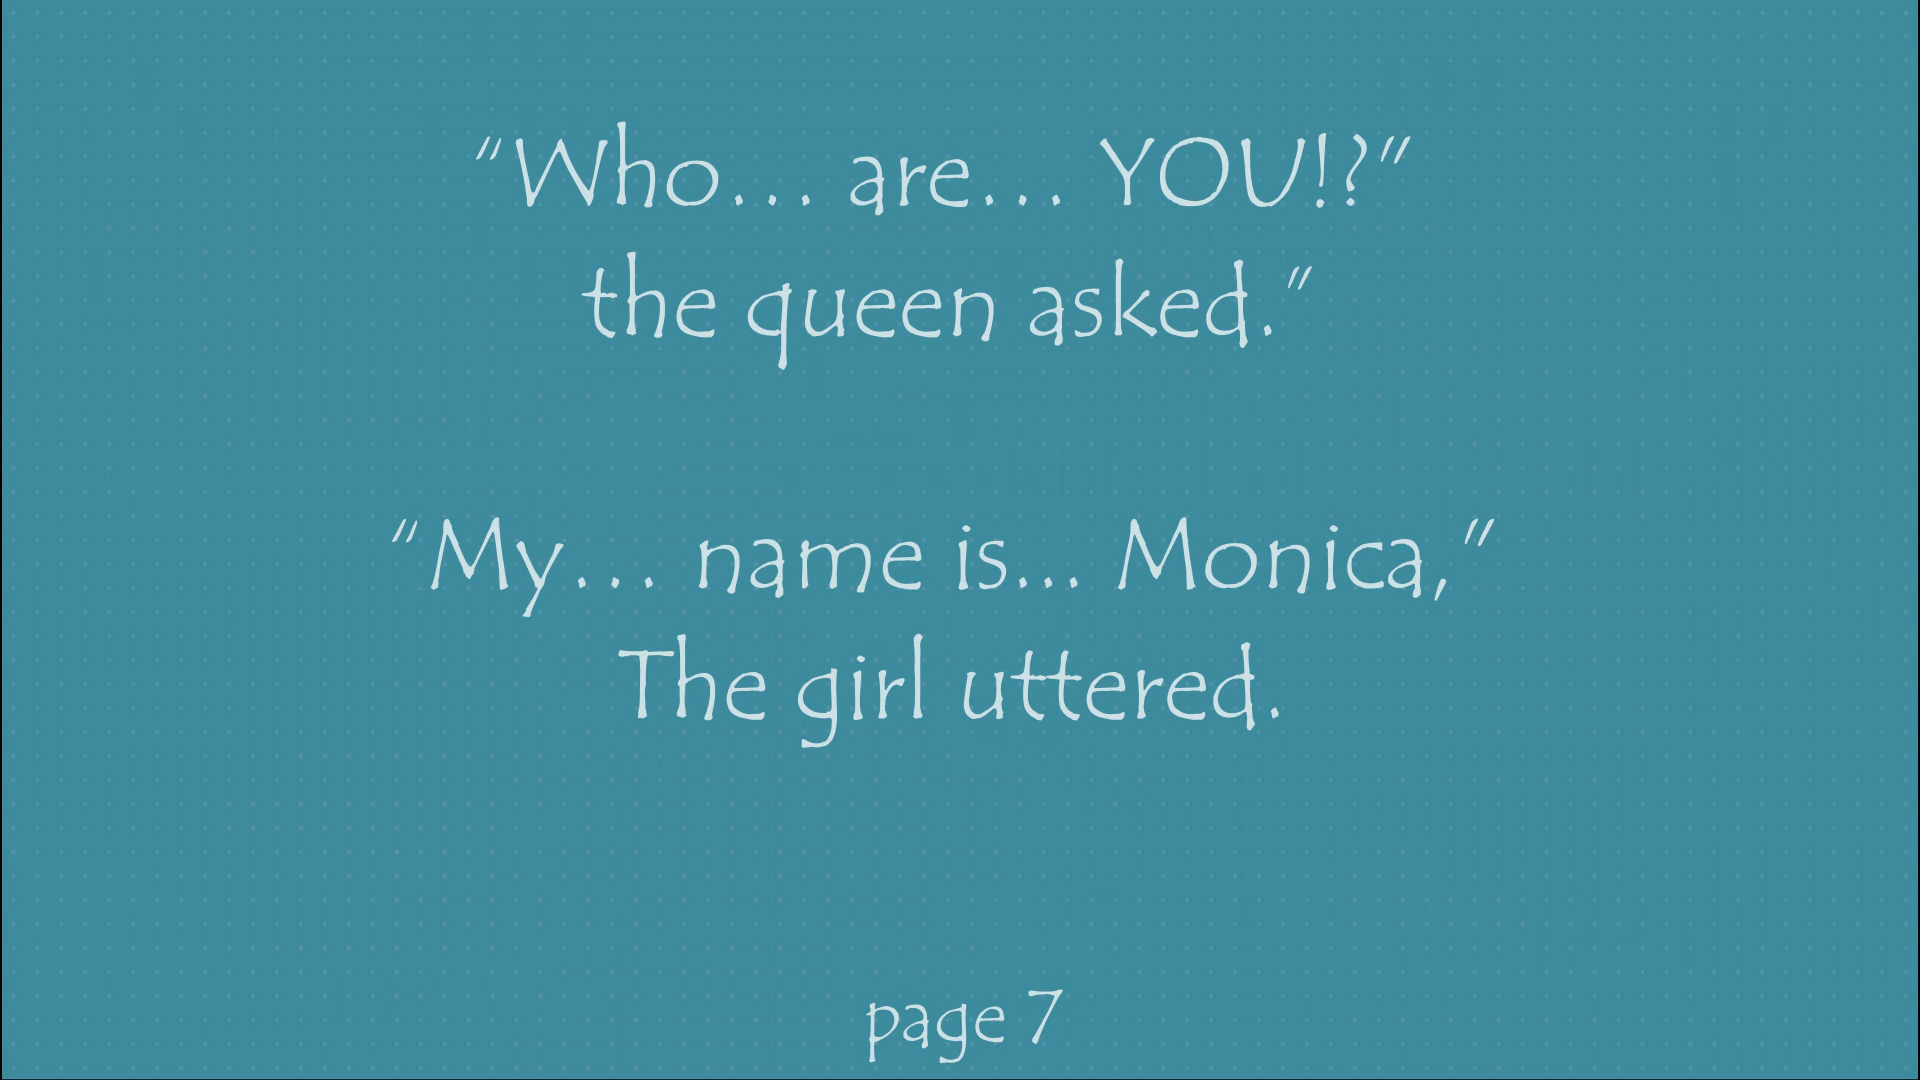 “Who… are… YOU!?”
the queen asked.”
“My… name is... Monica,”
The girl uttered.
page 7